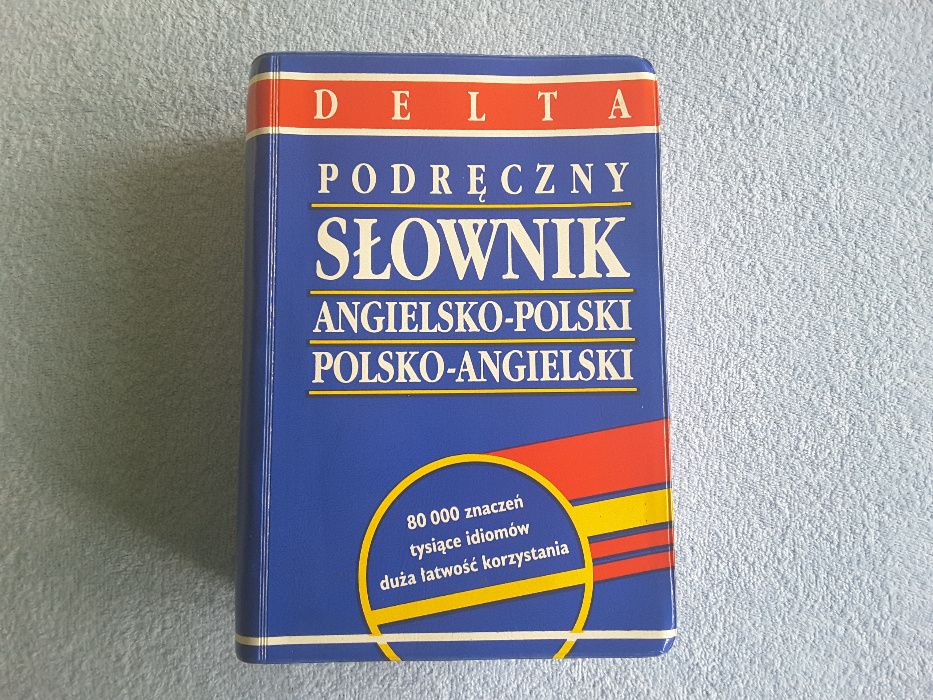 DELTA
PODRĘCZNY
SŁOWNIK
ANGIELSKO-POLSKI
POLSKO-ANGIELSKI
80 000 znaczeń
tysiące idiomów
duża łatwość korzystania